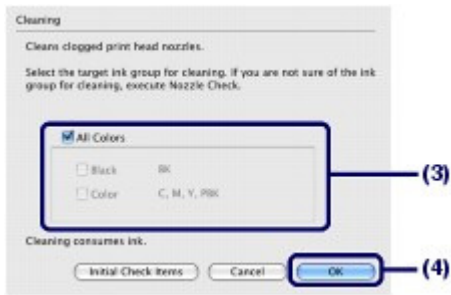 Cleaning
Cleans clogged print head nozzles.
Select the target ink group for cleaning. If you are not sure of the ink
group for cleaning, execute Nozzle Check.
All Colors
Black BK
(3)
Color C, M, Y, PBK
Cleaning consumes ink.
Initial Check Items Cancel OK (4)